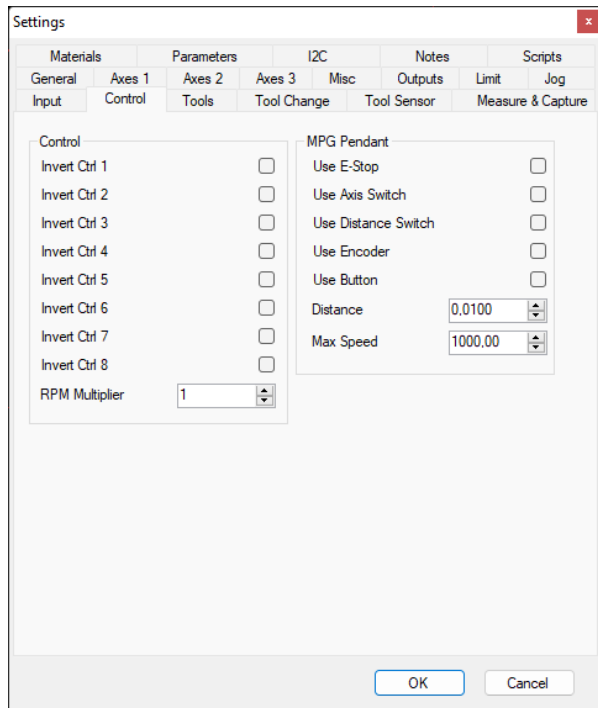 Settings
x
Materials Parameters I2C Notes Scripts
General Axes 1 Axes 2 Axes 3 Misc Outputs Limit Jog
Input Control Tools Tool Change Tool Sensor Measure & Capture
Control
Invert Ctrl 1
Invert Ctrl 2
Invert Ctrl 3
Invert Ctrl 4
Invert Ctrl 5
Invert Ctrl 6
Invert Ctrl 7
Invert Ctrl 8
RPM Multiplier 1
MPG Pendant
Use E-Stop
Use Axis Switch
Use Distance Switch
Use Encoder
Use Button
Distance 0,0100
Max Speed 1000,00
OK Cancel